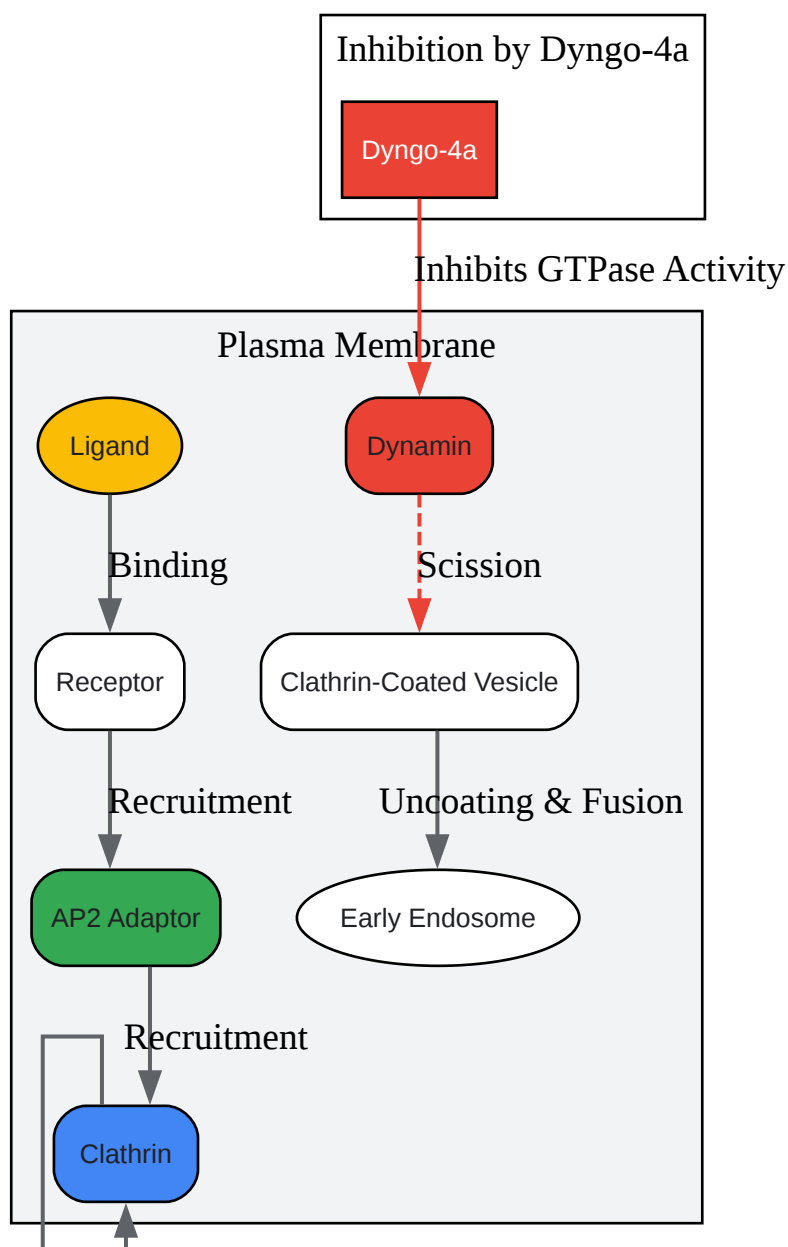 Inhibition by Dyngo-4a
Dyngo-4a
Inhibits GTPase Activity
Plasma Membrane
Ligand
Dynamin
Binding
Scission
Receptor
Clathrin-Coated Vesicle
Recruitment
Uncoating & Fusion
AP2 Adaptor
Early Endosome
Recruitment
Clathrin